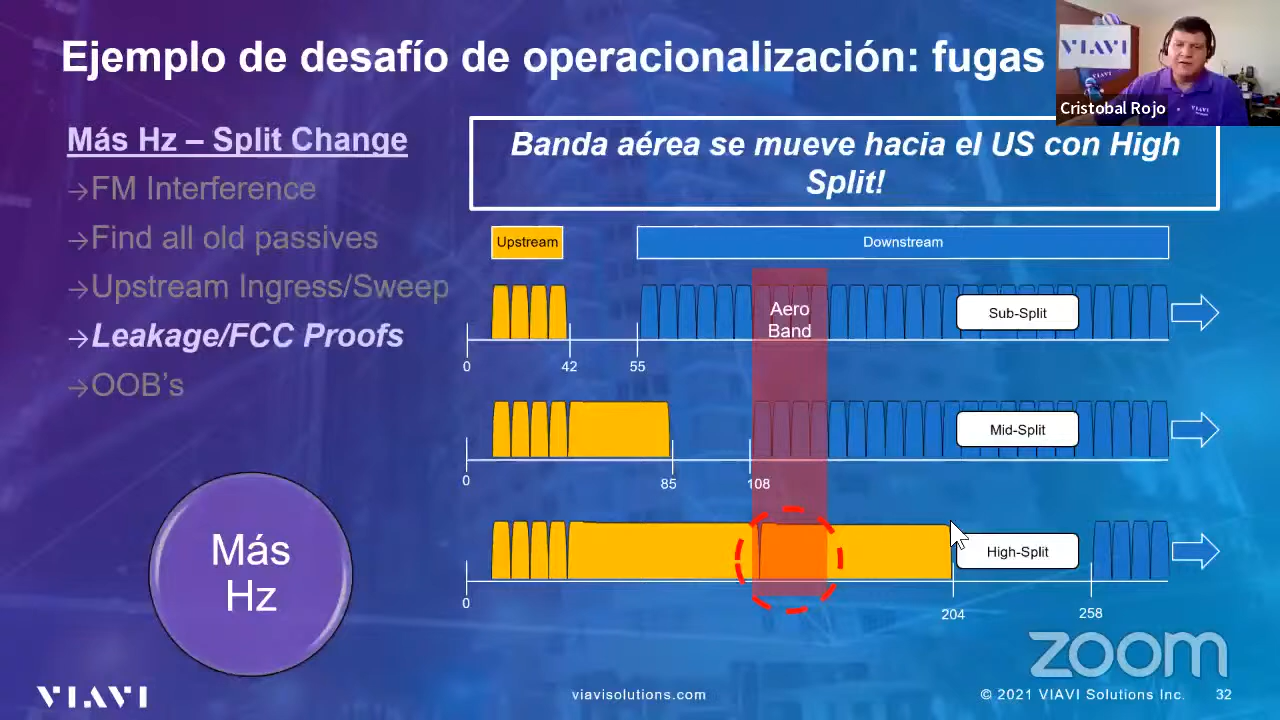 Ejemplo de desafío de operacionalización: fugas
VIAVI
VIAVI
VIAVI
Cristobal Rojo
Más Hz – Split Change
→FM Interference
→Find all old passives
→Upstream Ingress/Sweep
→Leakage/FCC Proofs
→OOB's
Banda aérea se mueve hacia el US con High
Split!
Upstream
Downstream
Aero
Band
Sub-Split
0
42
55
Mid-Split
0
85
108
High-Split
0
204
258
Más
Hz
zoom
VIAVI
viavisolutions.com
© 2021 VIAVI Solutions Inc.
32